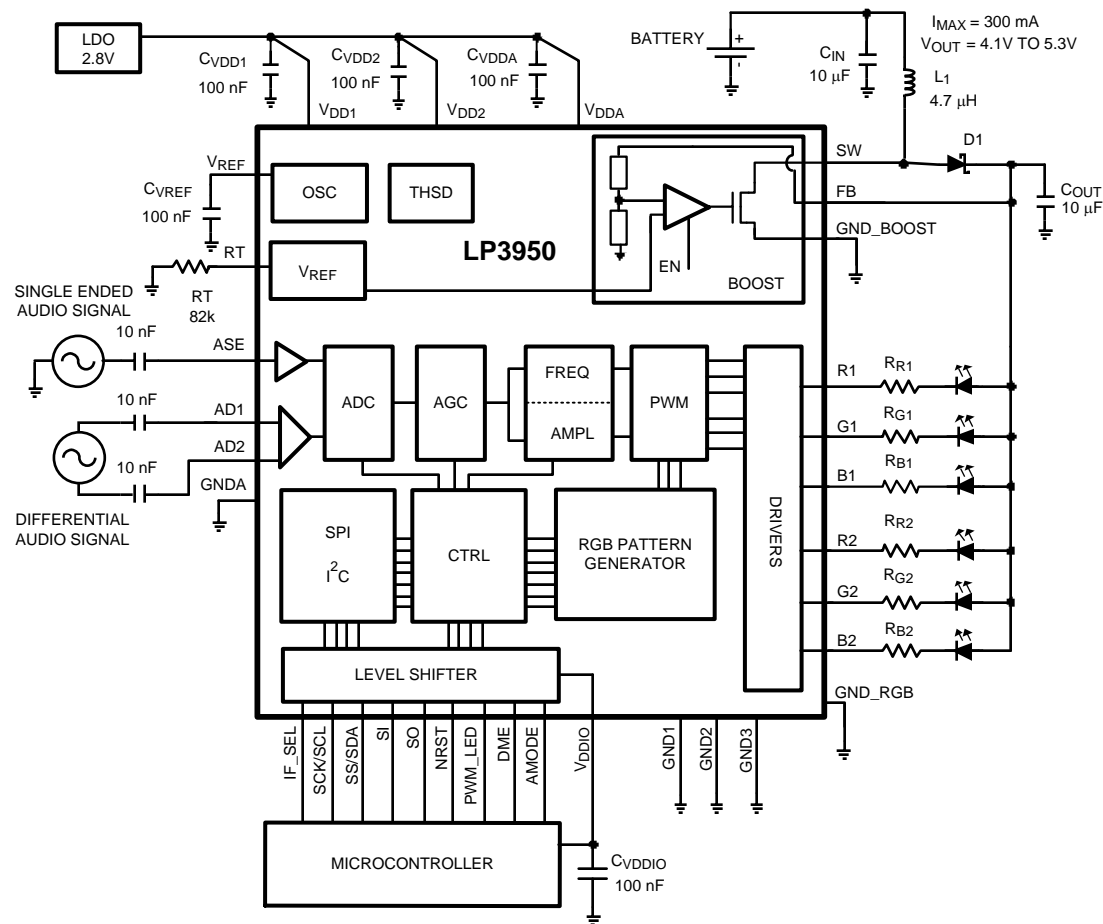 LDO
2.8V
CVDD1
100 nF
CVDD2
100 nF
CVDDA
100 nF
BATTERY
+
-
CIN
10 μF
IMAX = 300 mA
VOUT = 4.1V TO 5.3V
L1
4.7 μH
VDD1
VDD2
VDDA
SW
D1
FB
COUT
10 μF
GND_BOOST
VREF
CVREF
100 nF
OSC
THSD
LP3950
EN
BOOST
RT
VREF
RT
82k
SINGLE ENDED
AUDIO SIGNAL
10 nF
ASE
10 nF
AD1
AD2
10 nF
GNDA
DIFFERENTIAL
AUDIO SIGNAL
ADC
AGC
FREQ
AMPL
PWM
DRIVERS
R1
RR1
G1
RG1
B1
RB1
R2
RR2
G2
RG2
B2
RB2
GND_RGB
SPI
I2C
CTRL
RGB PATTERN
GENERATOR
LEVEL SHIFTER
IF_SEL
SCK/SCL
SS/SDA
SI
SO
NRST
PWM_LED
DME
AMODE
VDDIO
GND1
GND2
GND3
MICROCONTROLLER
CVDDIO
100 nF